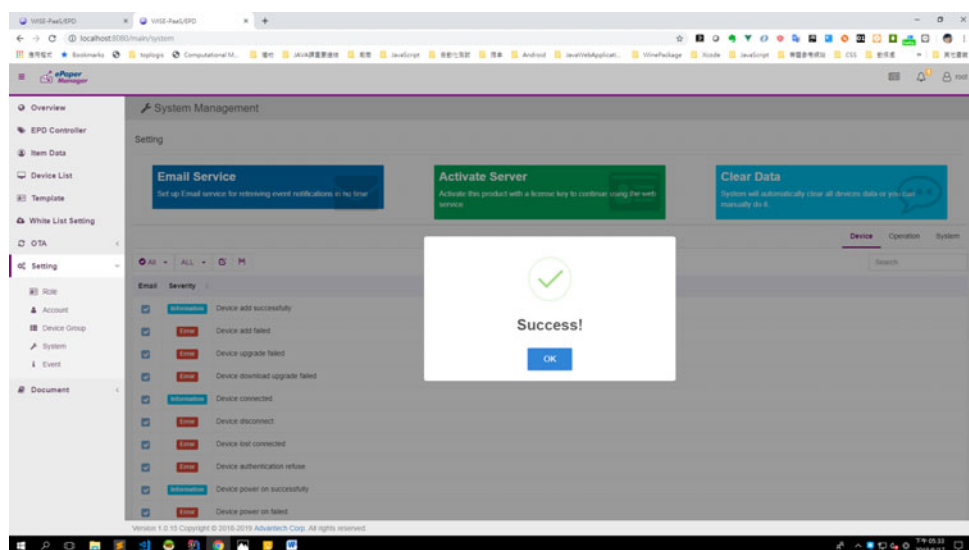 WISE-PaaS/EPD
WISE-PaaS/EPD
localhost:8080/main/system
Bookmarks
toplogix
Computational M...
JavaScript
Android
JavaWebApplicati...
WinePackage
Xcode
JavaScript
CSS
ePaper
Manager
root
Overview
EPD Controller
Item Data
Device List
Template
White List Setting
OTA
Setting
Role
Account
Device Group
System
Event
Document
System Management
Setting
Email Service
Set up Email service for retreiving event notifications in no time
Activate Server
Activate this product with a license key to continue using the web
service
Clear Data
System will automatically clear all devices data or you can
manually do it.
Device Operation System
All ALL
Search
Email Severity
Information Device add successfully
Error Device add failed
Error Device upgrade failed
Error Device download upgrade failed
Information Device connected
Error Device disconnect
Error Device lost connected
Error Device authentication refuse
Information Device power on successfully
Error Device power on failed
Success!
OK
Version 1.0.15 Copyright © 2018-2019 Advantech Corp. All rights reserved.
下午 05:33